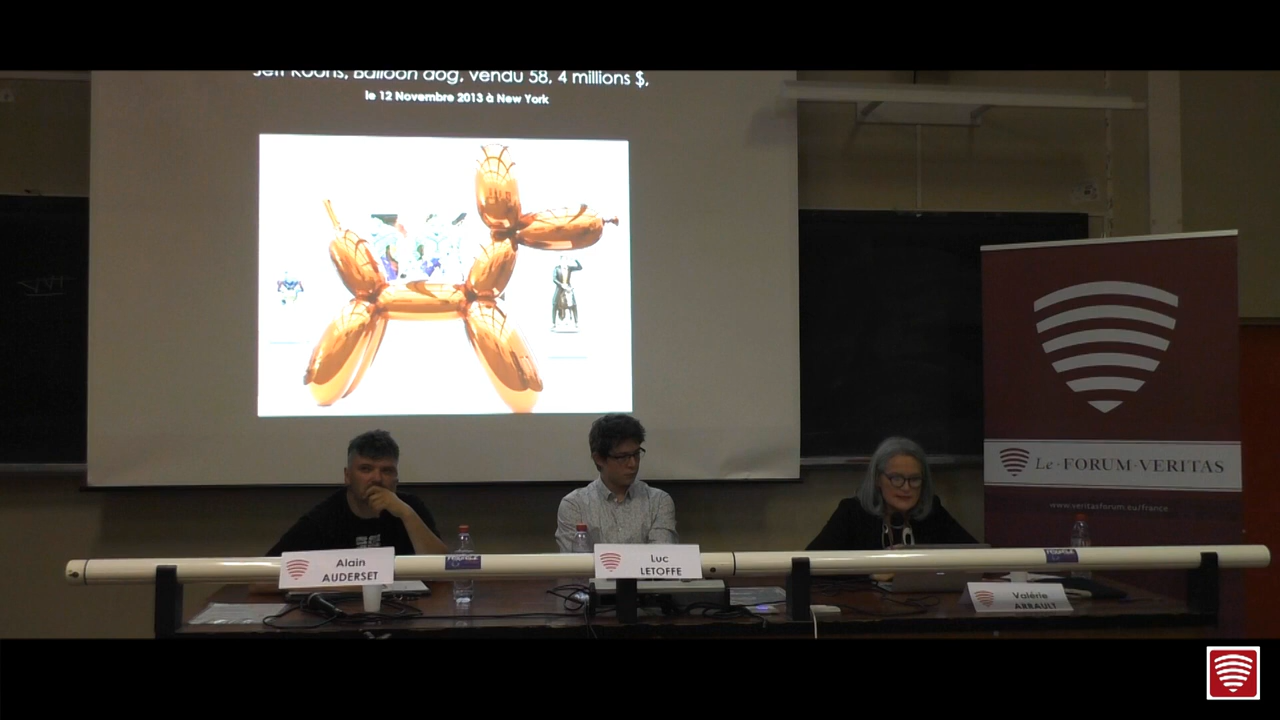 Jeff Koons, Balloon dog, vendu 58, 4 millions $,
le 12 Novembre 2013 à New York
Le·FORUM·VERITAS
www.veritasforum.eu/france
Alain
AUDERSET
Luc
LETOFFE
Valérie
ARRAULT